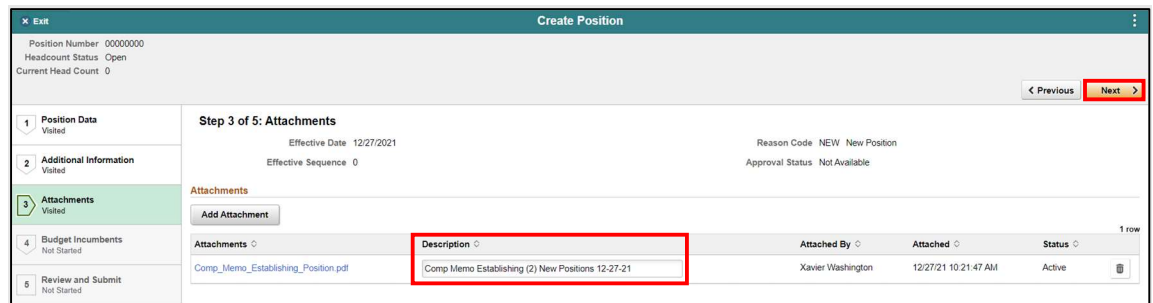 Exit
Create Position
Position Number 00000000
Headcount Status Open
Current Head Count 0
Previous
Next
1 Position Data
Visited
2 Additional Information
Visited
3 Attachments
Visited
4 Budget Incumbents
Not Started
5 Review and Submit
Not Started
Step 3 of 5: Attachments
Effective Date 12/27/2021
Reason Code NEW New Position
Effective Sequence 0
Approval Status Not Available
Attachments
Add Attachment
1 row
Attachments Description Attached By Attached Status
Comp_Memo_Establishing_Position.pdf Comp Memo Establishing (2) New Positions 12-27-21 Xavier Washington 12/27/21 10:21:47 AM Active